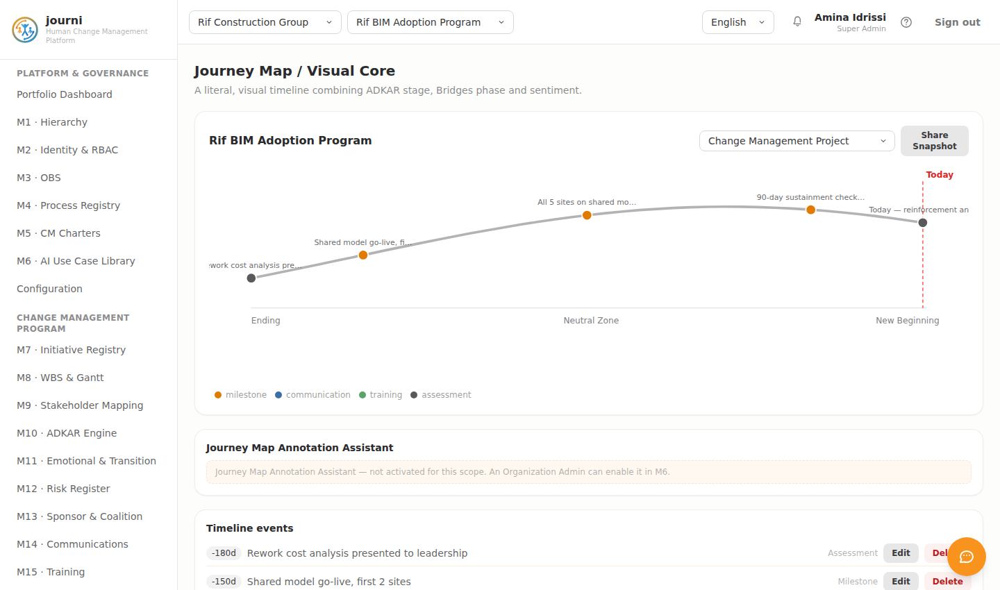 journi
Human Change Management
Platform
Rif Construction Group
Rif BIM Adoption Program
English
Amina Idrissi
Super Admin
Sign out
PLATFORM & GOVERNANCE
Portfolio Dashboard
M1 · Hierarchy
M2 · Identity & RBAC
M3 · OBS
M4 · Process Registry
M5 · CM Charters
M6 · AI Use Case Library
Configuration
CHANGE MANAGEMENT
PROGRAM
M7 · Initiative Registry
M8 · WBS & Gantt
M9 · Stakeholder Mapping
M10 · ADKAR Engine
M11 · Emotional & Transition
M12 · Risk Register
M13 · Sponsor & Coalition
M14 · Communications
M15 · Training
Journey Map / Visual Core
A literal, visual timeline combining ADKAR stage, Bridges phase and sentiment.
Rif BIM Adoption Program
Change Management Project
Share
Snapshot
Today
90-day sustainment check…
All 5 sites on shared mo…
Today — reinforcement an
Shared model go-live, fi…
ework cost analysis pre…
Ending
Neutral Zone
New Beginning
milestone
communication
training
assessment
Journey Map Annotation Assistant
Journey Map Annotation Assistant — not activated for this scope. An Organization Admin can enable it in M6.
Timeline events
-180d Rework cost analysis presented to leadership Assessment Edit Del
-150d Shared model go-live, first 2 sites Milestone Edit Delete